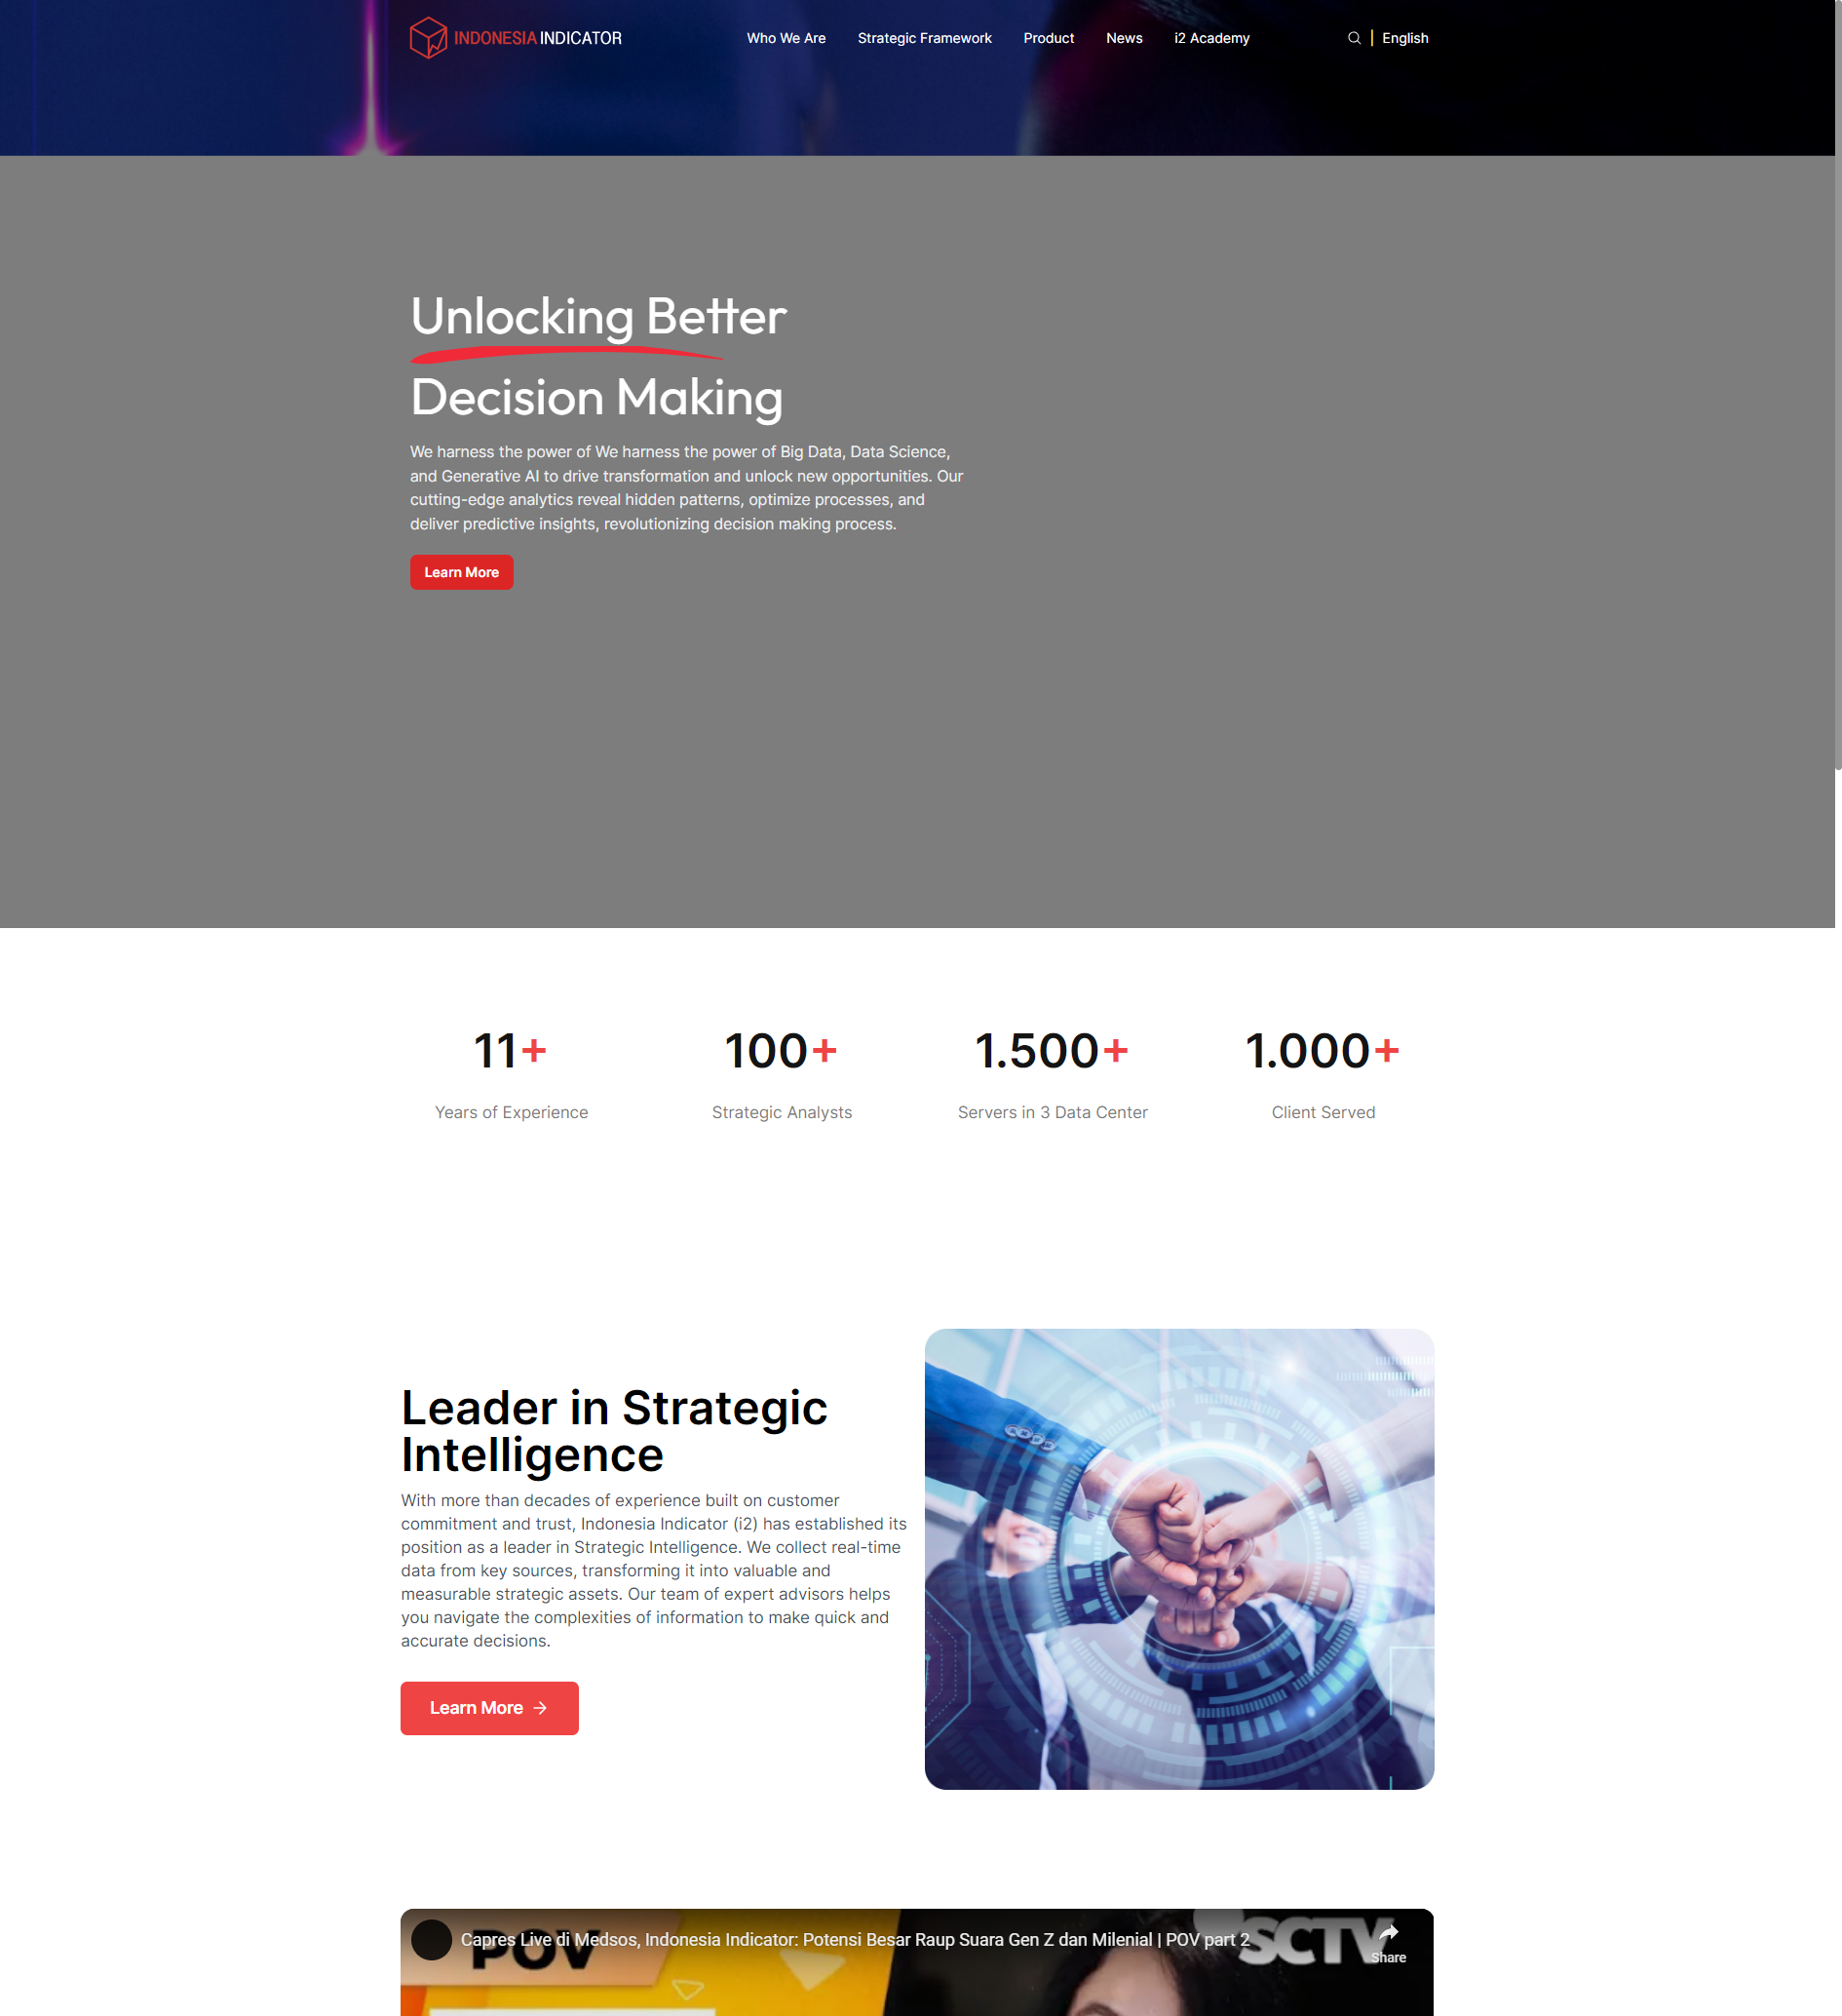 INDONESIA INDICATOR
Who We Are
Strategic Framework
Product
News
i2 Academy
English
Unlocking Better
Decision Making
We harness the power of We harness the power of Big Data, Data Science,
and Generative AI to drive transformation and unlock new opportunities. Our
cutting-edge analytics reveal hidden patterns, optimize processes, and
deliver predictive insights, revolutionizing decision making process.
Learn More
11+
Years of Experience
100+
Strategic Analysts
1.500+
Servers in 3 Data Center
1.000+
Client Served
Leader in Strategic
Intelligence
With more than decades of experience built on customer
commitment and trust, Indonesia Indicator (i2) has established its
position as a leader in Strategic Intelligence. We collect real-time
data from key sources, transforming it into valuable and
measurable strategic assets. Our team of expert advisors helps
you navigate the complexities of information to make quick and
accurate decisions.
Learn More
Capres Live di Medsos, Indonesia Indicator: Potensi Besar Raup Suara Gen Z dan Milenial | POV part 2
POV
SCTV
Share